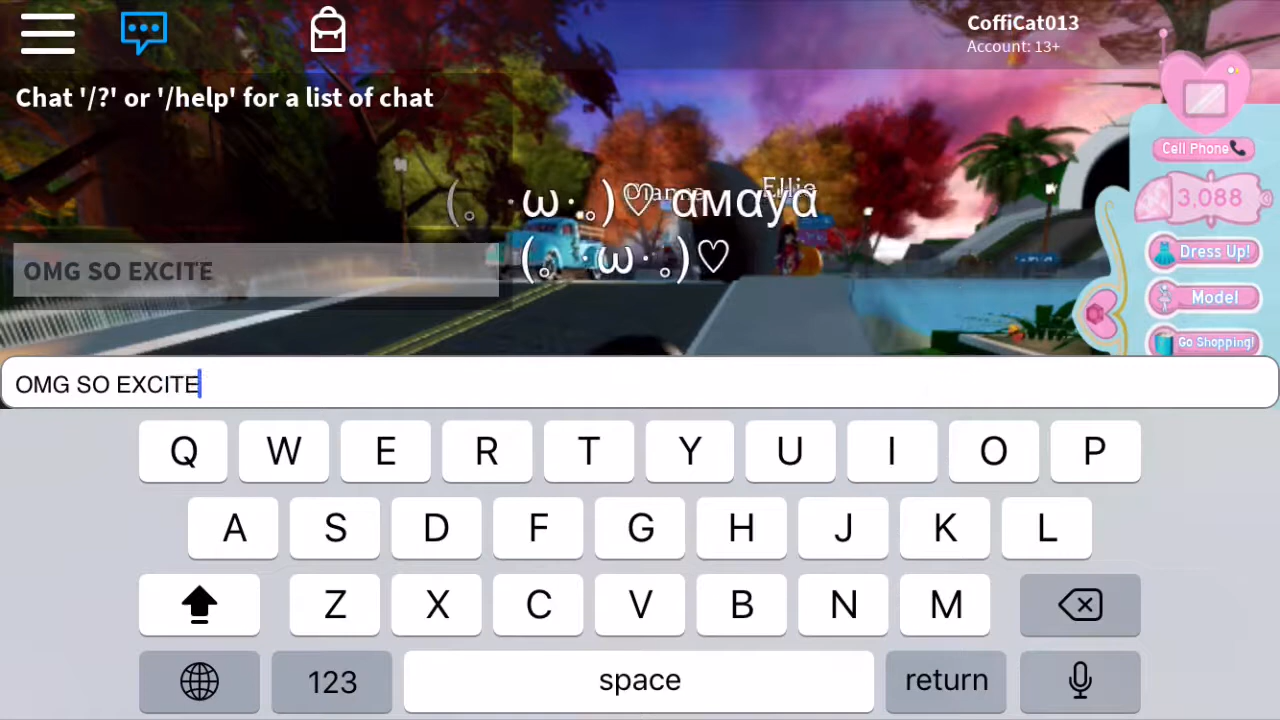 CoffiCat013
Account: 13+
Chat '/?' or '/help' for a list of chat
Cell Phone
Ellie
(。 ·ω·。)♡ αмαyα
(。 ·ω·。)♡
3,088
Dress Up!
OMG SO EXCITE
Model
Go Shopping!
OMG SO EXCITE
Q W E R T Y U I O P
A S D F G H J K L
Z X C V B N M
123 space return